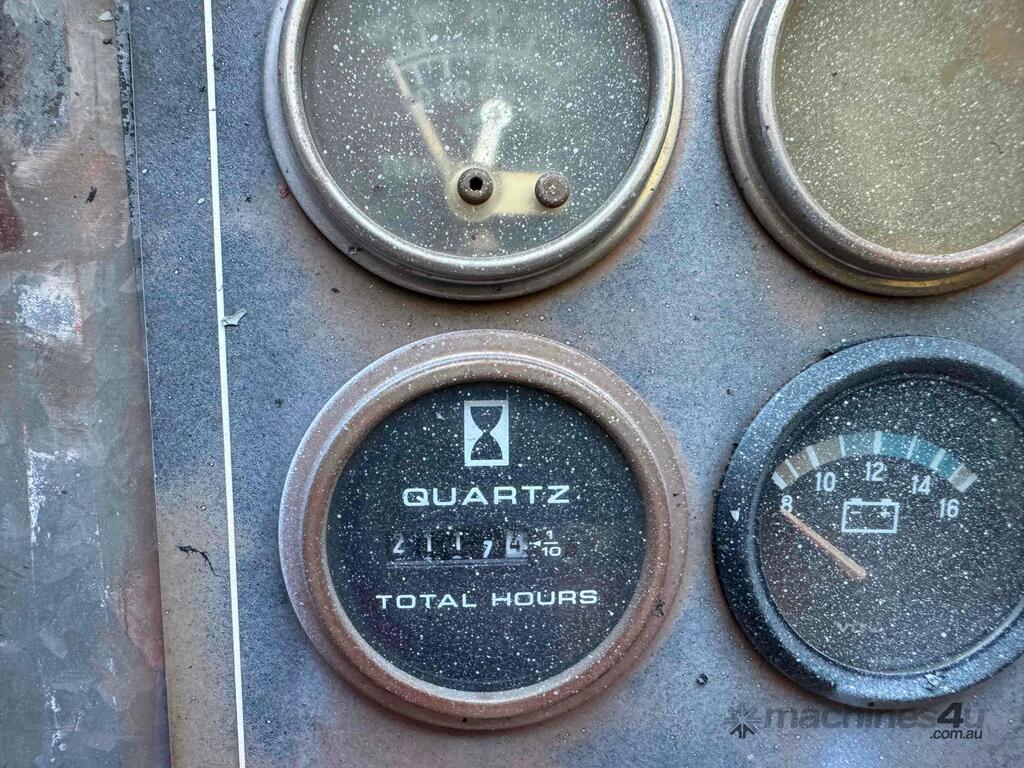 QUARTZ
1/10
TOTAL HOURS
8 10 12 14 16
- +
machines4u
.com.au